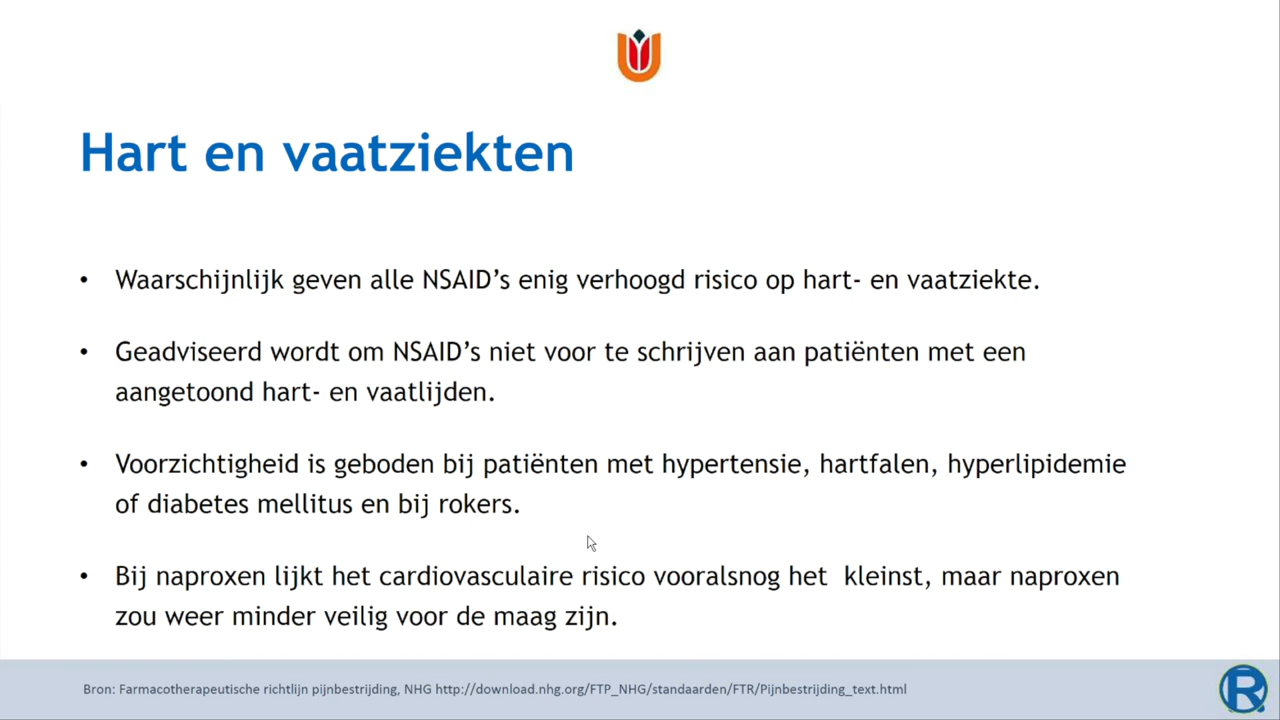 Hart en vaatziekten
• Waarschijnlijk geven alle NSAID’s enig verhoogd risico op hart- en vaatziekte.
• Geadviseerd wordt om NSAID’s niet voor te schrijven aan patiënten met een
aangetoond hart- en vaatlijden.
• Voorzichtigheid is geboden bij patiënten met hypertensie, hartfalen, hyperlipidemie
of diabetes mellitus en bij rokers.
• Bij naproxen lijkt het cardiovasculaire risico vooralsnog het  kleinst, maar naproxen
zou weer minder veilig voor de maag zijn.
Bron: Farmacotherapeutische richtlijn pijnbestrijding, NHG http://download.nhg.org/FTP_NHG/standaarden/FTR/Pijnbestrijding_text.html
R